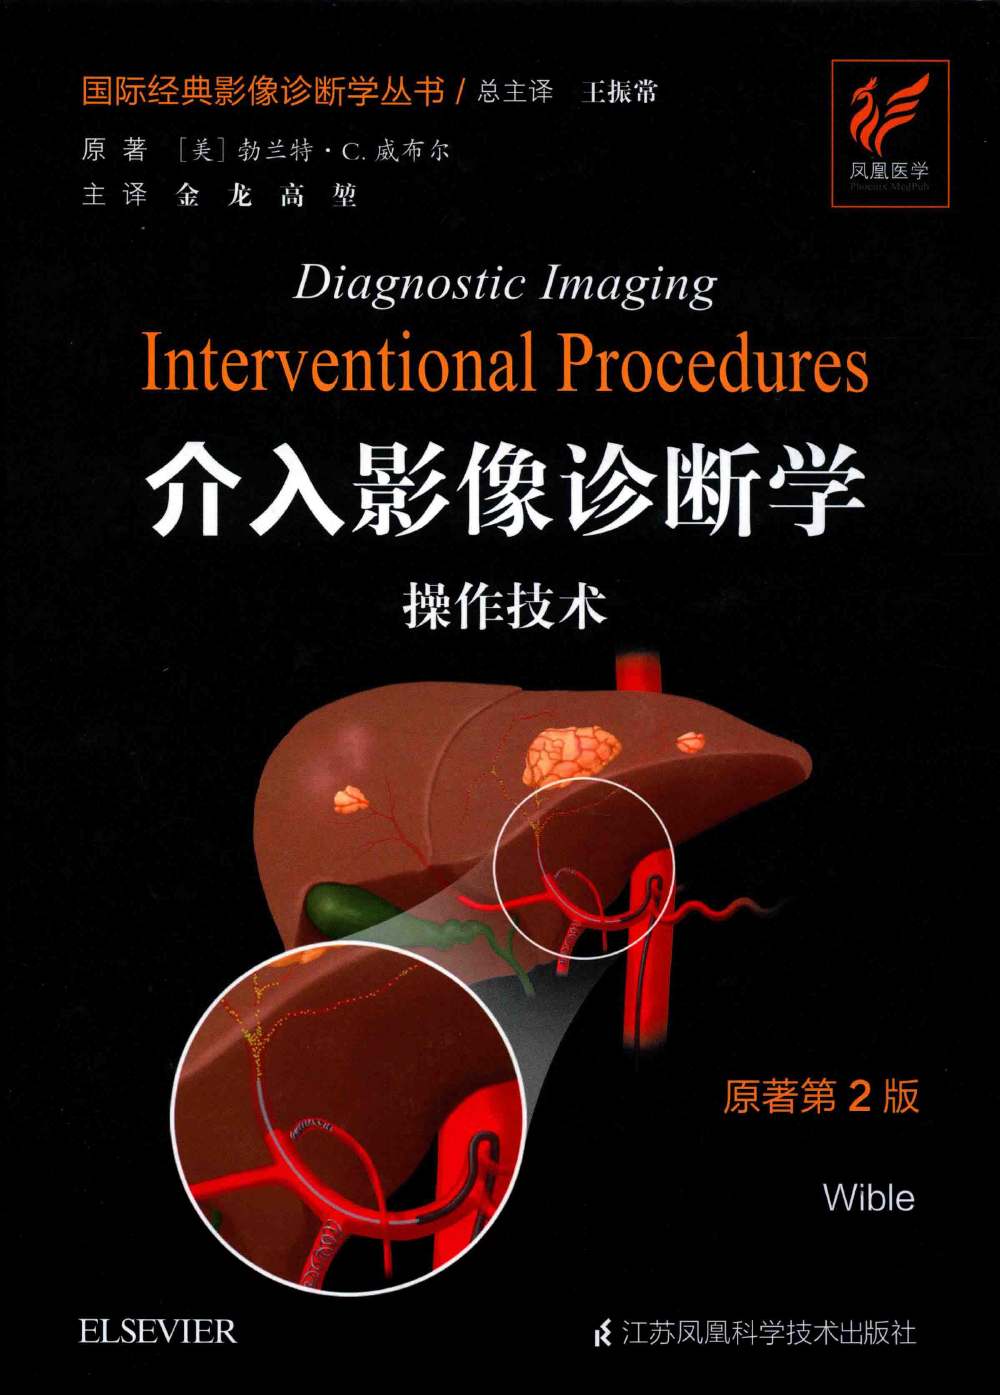 国际经典影像诊断学丛书 / 总主译 王振常
原 著 [美] 勃兰特·C. 威布尔
主 译 金 龙 高 堃
凤凰医学
Phoenix MedPub
Diagnostic Imaging
Interventional Procedures
介入影像诊断学
操作技术
原著第 2 版
Wible
ELSEVIER
江苏凤凰科学技术出版社